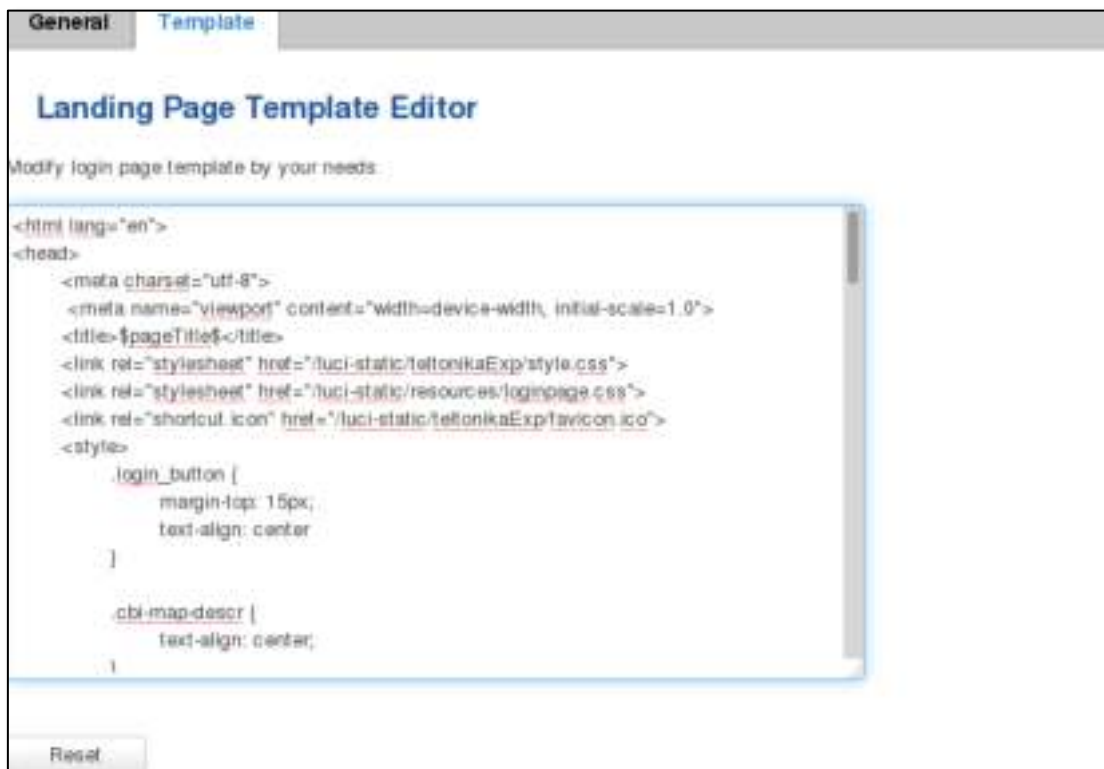 General Template
Landing Page Template Editor
Modify login page template by your needs
<html lang="en">
<head>
<meta charset="utf-8">
<meta name="viewport" content="width=device-width, initial-scale=1.0">
<title>$pageTitle$</title>
<link rel="stylesheet" href="/luci-static/teltonikaExp/style.css">
<link rel="stylesheet" href="/luci-static/resources/loginpage.css">
<link rel="shortcut icon" href="/luci-static/teltonikaExp/favicon.ico">
<style>
.login_button {
margin-top: 15px;
text-align: center
}
.cbi-map-descr {
text-align: center;
}
Reset